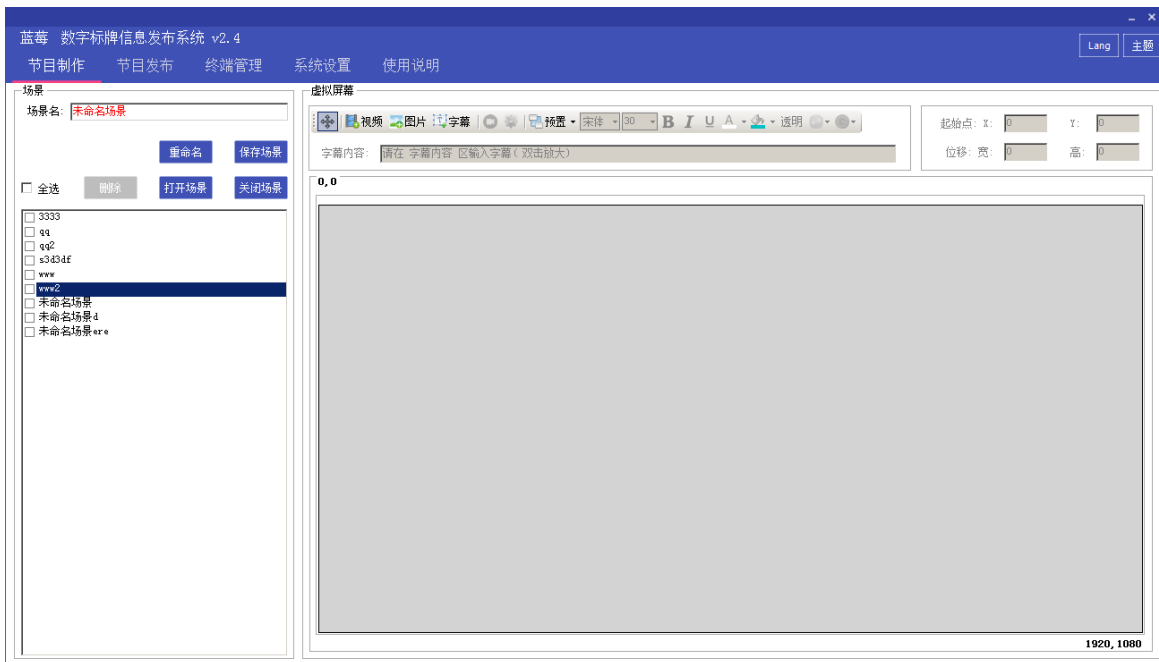 蓝莓 数字标牌信息发布系统 v2.4
Lang 主题
节目制作 节目发布 终端管理 系统设置 使用说明
场景
场景名: 未命名场景
重命名 保存场景
全选 删除 打开场景 关闭场景
3333
qq
qq2
s3d3df
www
www2
未命名场景
未命名场景d
未命名场景ere
虚拟屏幕
视频 图片 字幕 预置 宋体 30 B I U A 透明
字幕内容: 请在 字幕内容 区输入字幕(双击放大)
起始点: X: 0 Y: 0
位移: 宽: 0 高: 0
0,0
1920,1080